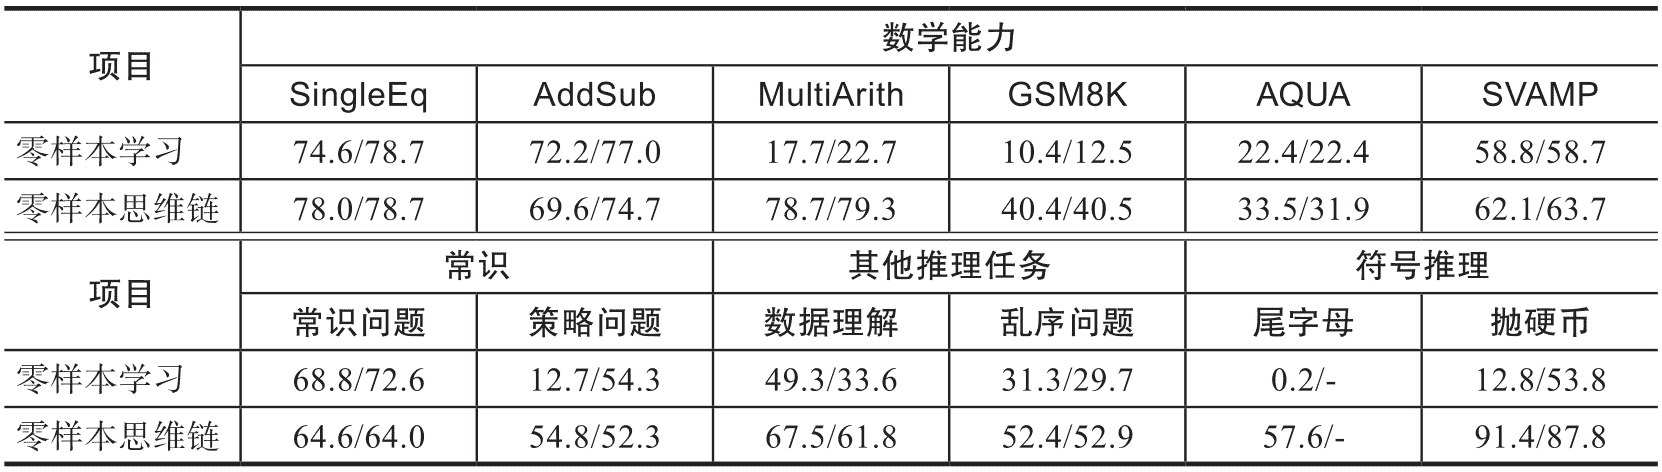 项目 数学能力
SingleEq AddSub MultiArith GSM8K AQUA SVAMP
零样本学习 74.6/78.7 72.2/77.0 17.7/22.7 10.4/12.5 22.4/22.4 58.8/58.7
零样本思维链 78.0/78.7 69.6/74.7 78.7/79.3 40.4/40.5 33.5/31.9 62.1/63.7
项目 常识 其他推理任务 符号推理
常识问题 策略问题 数据理解 乱序问题 尾字母 抛硬币
零样本学习 68.8/72.6 12.7/54.3 49.3/33.6 31.3/29.7 0.2/- 12.8/53.8
零样本思维链 64.6/64.0 54.8/52.3 67.5/61.8 52.4/52.9 57.6/- 91.4/87.8